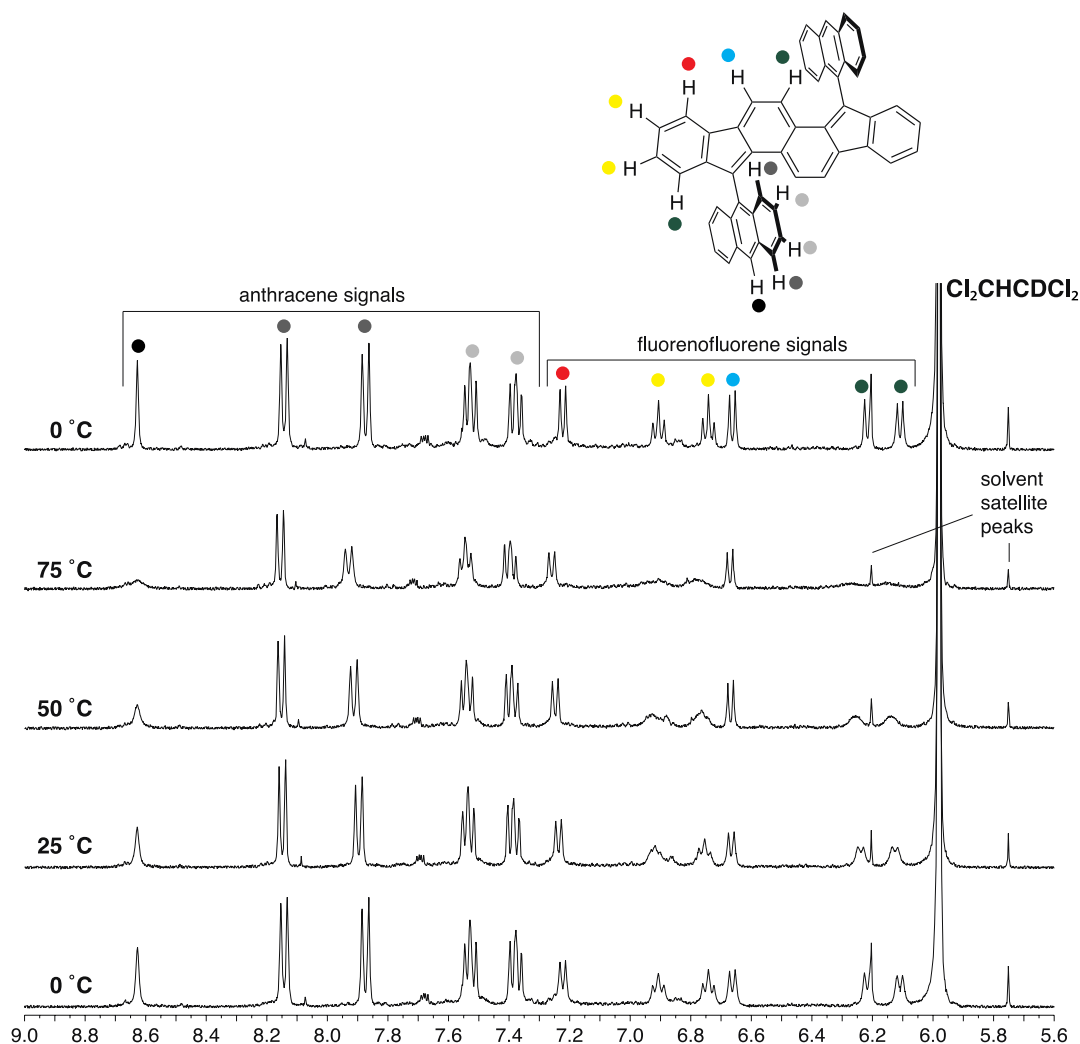 H
H
H
H
H
H
H
H
H
H
H
H
Cl₂CHCDCl₂
anthracene signals
fluorenofluorene signals
0 ˚C
solvent
satellite
peaks
75 ˚C
50 ˚C
25 ˚C
0 ˚C
9.0 8.8 8.6 8.4 8.2 8.0 7.8 7.6 7.4 7.2 7.0 6.8 6.6 6.4 6.2 6.0 5.8 5.6